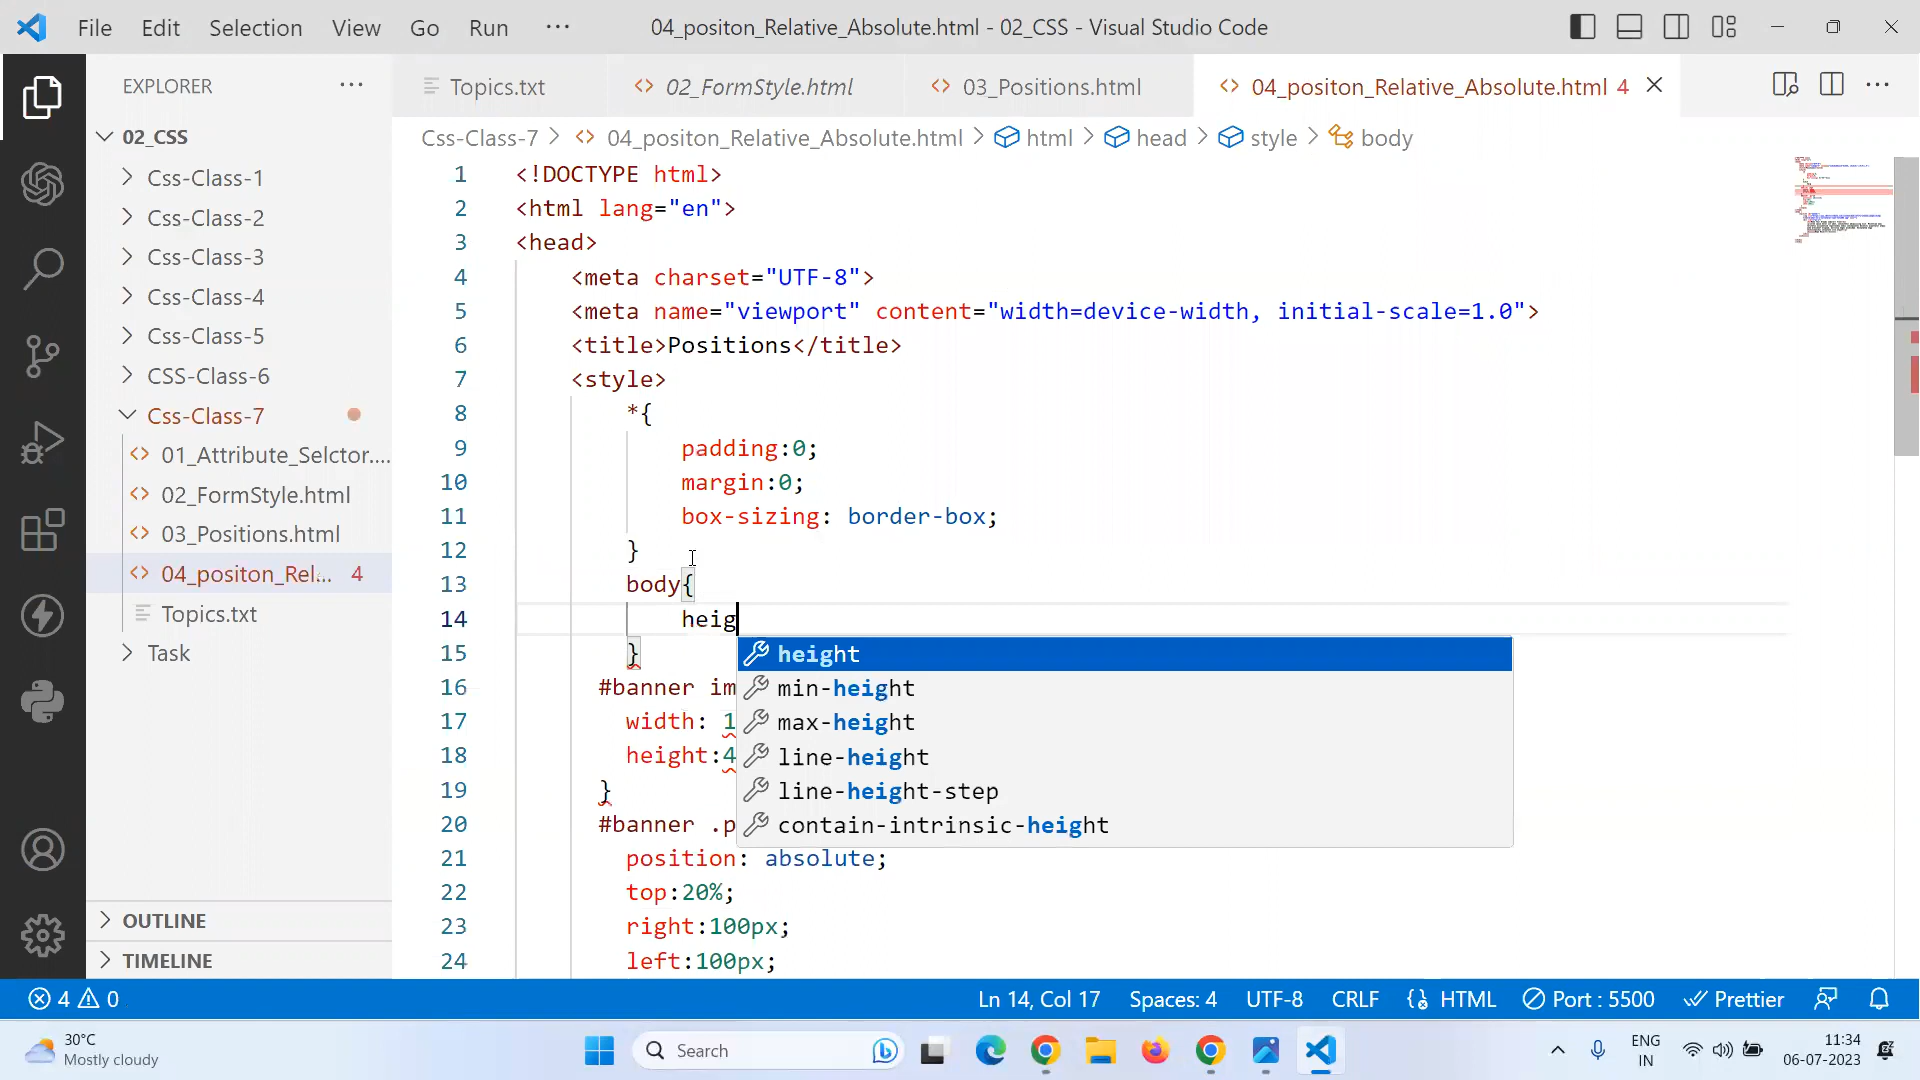 File Edit Selection View Go Run ··· 04_positon_Relative_Absolute.html - 02_CSS - Visual Studio Code
EXPLORER ···
Topics.txt 02_FormStyle.html 03_Positions.html 04_positon_Relative_Absolute.html 4
Css-Class-7 > 04_positon_Relative_Absolute.html > html > head > style > body
02_CSS
Css-Class-1
Css-Class-2
Css-Class-3
Css-Class-4
Css-Class-5
CSS-Class-6
Css-Class-7
01_Attribute_Selctor....
02_FormStyle.html
03_Positions.html
04_positon_Rel... 4
Topics.txt
Task
OUTLINE
TIMELINE
1 <!DOCTYPE html>
2 <html lang="en">
3 <head>
4 <meta charset="UTF-8">
5 <meta name="viewport" content="width=device-width, initial-scale=1.0">
6 <title>Positions</title>
7 <style>
8 *{
9 padding:0;
10 margin:0;
11 box-sizing: border-box;
12 }
13 body{
14 heig
15 }
16 #banner im
17 width: 1
18 height:4
19 }
20 #banner .p
21 position: absolute;
22 top:20%;
23 right:100px;
24 left:100px;
height
min-height
max-height
line-height
line-height-step
contain-intrinsic-height
4 0 Ln 14, Col 17 Spaces: 4 UTF-8 CRLF HTML Port : 5500 Prettier
30°C
Mostly cloudy
Search
ENG
IN
11:34
06-07-2023